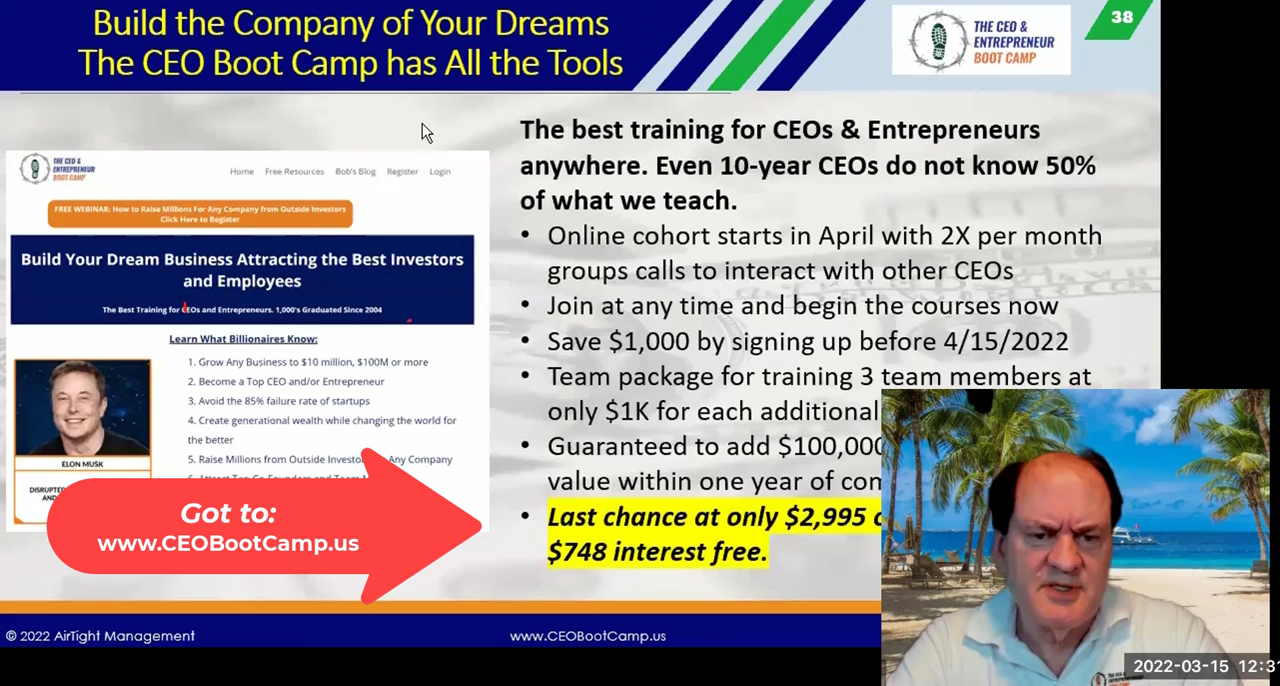 Build the Company of Your Dreams
The CEO Boot Camp has All the Tools
THE CEO &
ENTREPRENEUR
BOOT CAMP
38
THE CEO &
ENTREPRENEUR
BOOT CAMP
Home Free Resources Bob's Blog Register Login
FREE WEBINAR: How to Raise Millions For Any Company from Outside Investors
Click Here to Register
Build Your Dream Business Attracting the Best Investors
and Employees
The Best Training for CEOs and Entrepreneurs. 1,000's Graduated Since 2004
Learn What Billionaires Know:
1. Grow Any Business to $10 million, $100M or more
2. Become a Top CEO and/or Entrepreneur
3. Avoid the 85% failure rate of startups
4. Create generational wealth while changing the world for
the better
5. Raise Millions from Outside Any Company
ELON MUSK
Got to:
www.CEOBootCamp.us
The best training for CEOs & Entrepreneurs
anywhere. Even 10-year CEOs do not know 50%
of what we teach.
• Online cohort starts in April with 2X per month
groups calls to interact with other CEOs
• Join at any time and begin the courses now
• Save $1,000 by signing up before 4/15/2022
• Team package for training 3 team members at
only $1K for each additional
• Guaranteed to add $100,000
value within one year of
• Last chance at only $2,995
$748 interest free.
© 2022 AirTight Management
www.CEOBootCamp.us
2022-03-15 12:3